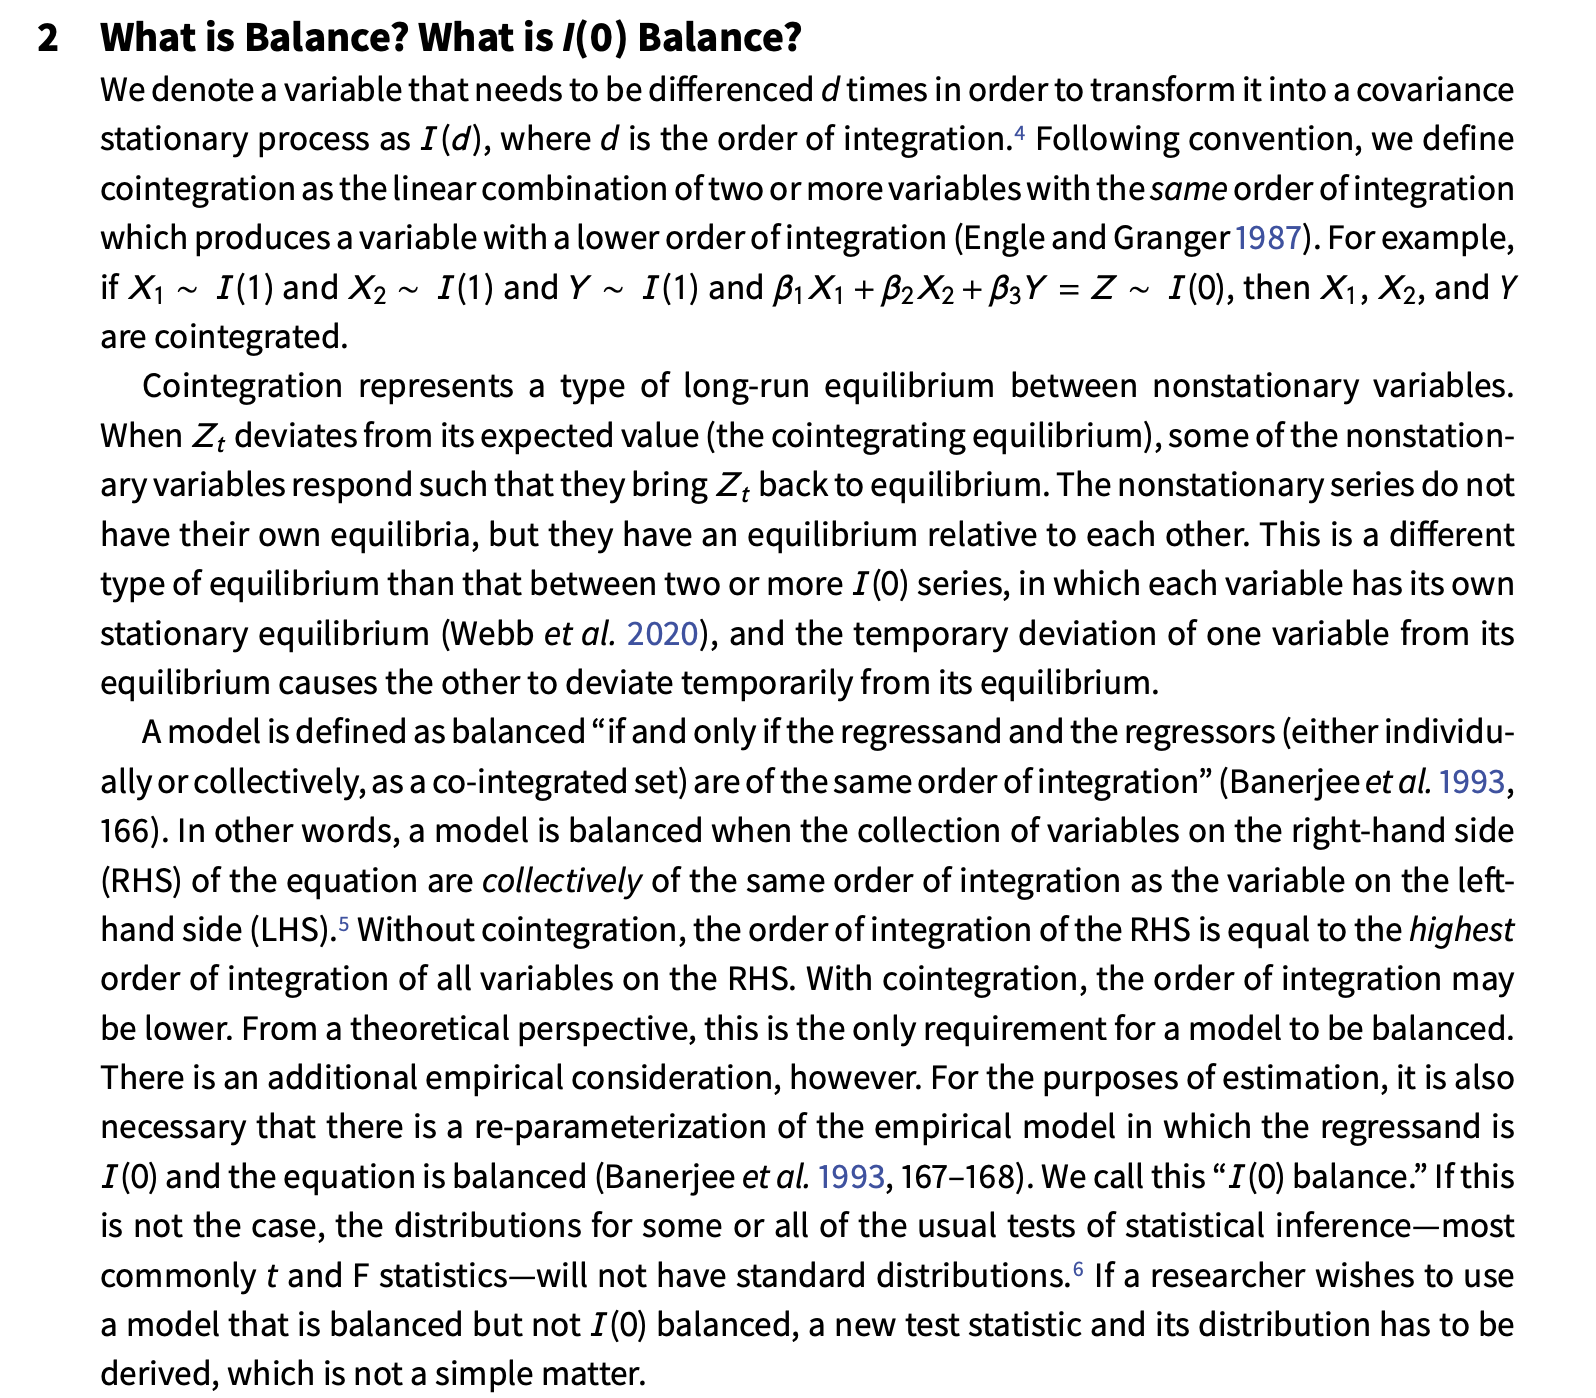 2 What is Balance? What is I(0) Balance?
We denote a variable that needs to be differenced d times in order to transform it into a covariance
stationary process as I(d), where d is the order of integration.⁴ Following convention, we define
cointegration as the linear combination of two or more variables with the same order of integration
which produces a variable with a lower order of integration (Engle and Granger 1987). For example,
if X₁ ~ I(1) and X₂ ~ I(1) and Y ~ I(1) and β₁X₁ + β₂X₂ + β₃Y = Z ~ I(0), then X₁, X₂, and Y
are cointegrated.
Cointegration represents a type of long-run equilibrium between nonstationary variables.
When Zₜ deviates from its expected value (the cointegrating equilibrium), some of the nonstation-
ary variables respond such that they bring Zₜ back to equilibrium. The nonstationary series do not
have their own equilibria, but they have an equilibrium relative to each other. This is a different
type of equilibrium than that between two or more I(0) series, in which each variable has its own
stationary equilibrium (Webb et al. 2020), and the temporary deviation of one variable from its
equilibrium causes the other to deviate temporarily from its equilibrium.
A model is defined as balanced “if and only if the regressand and the regressors (either individu-
ally or collectively, as a co-integrated set) are of the same order of integration” (Banerjee et al. 1993,
166). In other words, a model is balanced when the collection of variables on the right-hand side
(RHS) of the equation are collectively of the same order of integration as the variable on the left-
hand side (LHS).⁵ Without cointegration, the order of integration of the RHS is equal to the highest
order of integration of all variables on the RHS. With cointegration, the order of integration may
be lower. From a theoretical perspective, this is the only requirement for a model to be balanced.
There is an additional empirical consideration, however. For the purposes of estimation, it is also
necessary that there is a re-parameterization of the empirical model in which the regressand is
I(0) and the equation is balanced (Banerjee et al. 1993, 167–168). We call this “I(0) balance.” If this
is not the case, the distributions for some or all of the usual tests of statistical inference—most
commonly t and F statistics—will not have standard distributions.⁶ If a researcher wishes to use
a model that is balanced but not I(0) balanced, a new test statistic and its distribution has to be
derived, which is not a simple matter.